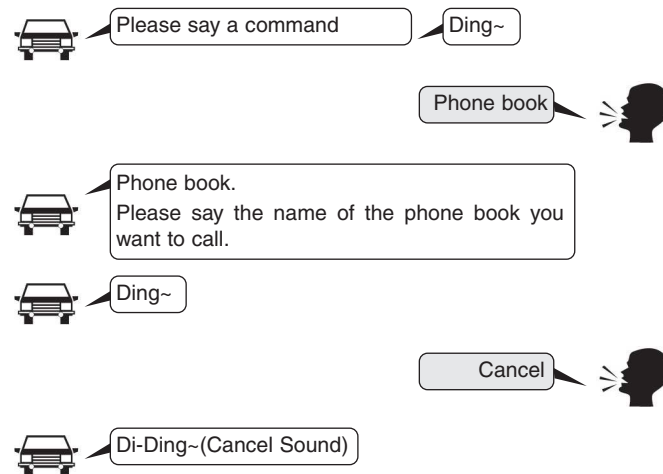 Please say a command
Ding~
Phone book
Phone book.
Please say the name of the phone book you
want to call.
Ding~
Cancel
Di-Ding~(Cancel Sound)